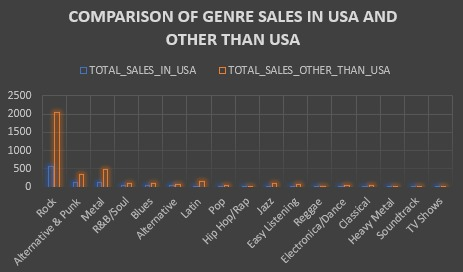 COMPARISON OF GENRE SALES IN USA AND
OTHER THAN USA
TOTAL_SALES_IN_USA TOTAL_SALES_OTHER_THAN_USA
2500
2000
1500
1000
500
0
Rock
Alternative & Punk
Metal
R&B/Soul
Blues
Alternative
Latin
Pop
Hip Hop/Rap
Jazz
Easy Listening
Reggae
Electronica/Dance
Classical
Heavy Metal
Soundtrack
TV Shows